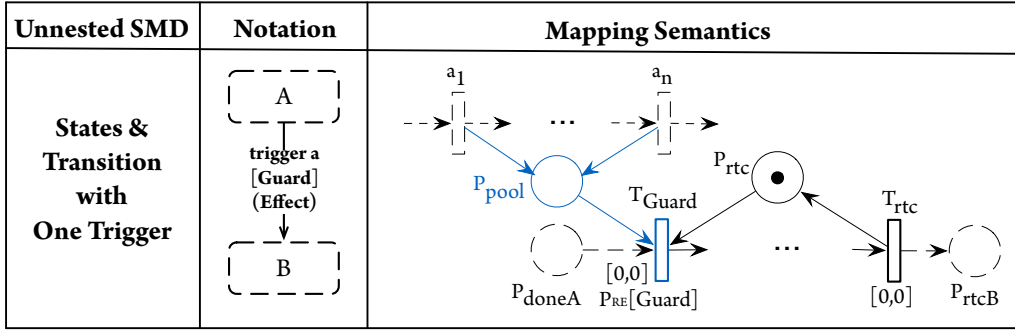 Unnested SMD Notation Mapping Semantics
States &
Transition
with
One Trigger
A
trigger a
[Guard]
(Effect)
B
a1 ... an
Ppool
TGuard
Prtc
Trtc
...
[0,0]
PRE[Guard]
PdoneA
[0,0]
PrtcB